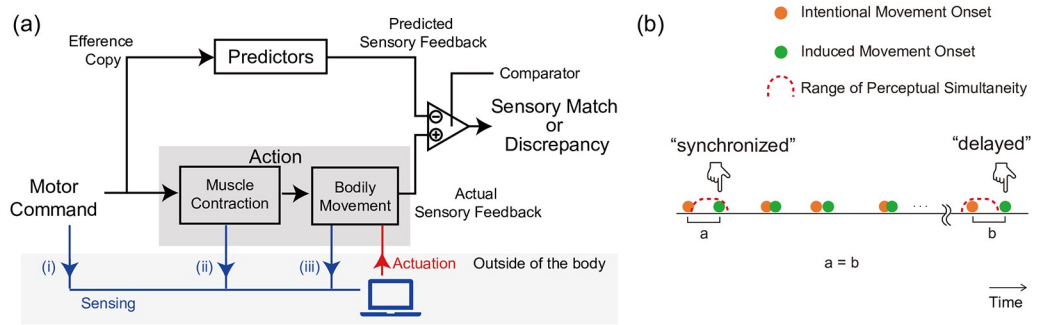 (a)
Efference
Copy
Predictors
Predicted
Sensory Feedback
Comparator
⊖
⊕
Sensory Match
or
Discrepancy
Action
Motor
Command
Muscle
Contraction
Bodily
Movement
Actual
Sensory Feedback
(i)
(ii)
(iii)
Actuation
Outside of the body
Sensing
(b)
Intentional Movement Onset
Induced Movement Onset
Range of Perceptual Simultaneity
“synchronized”
“delayed”
...
a
b
a = b
Time